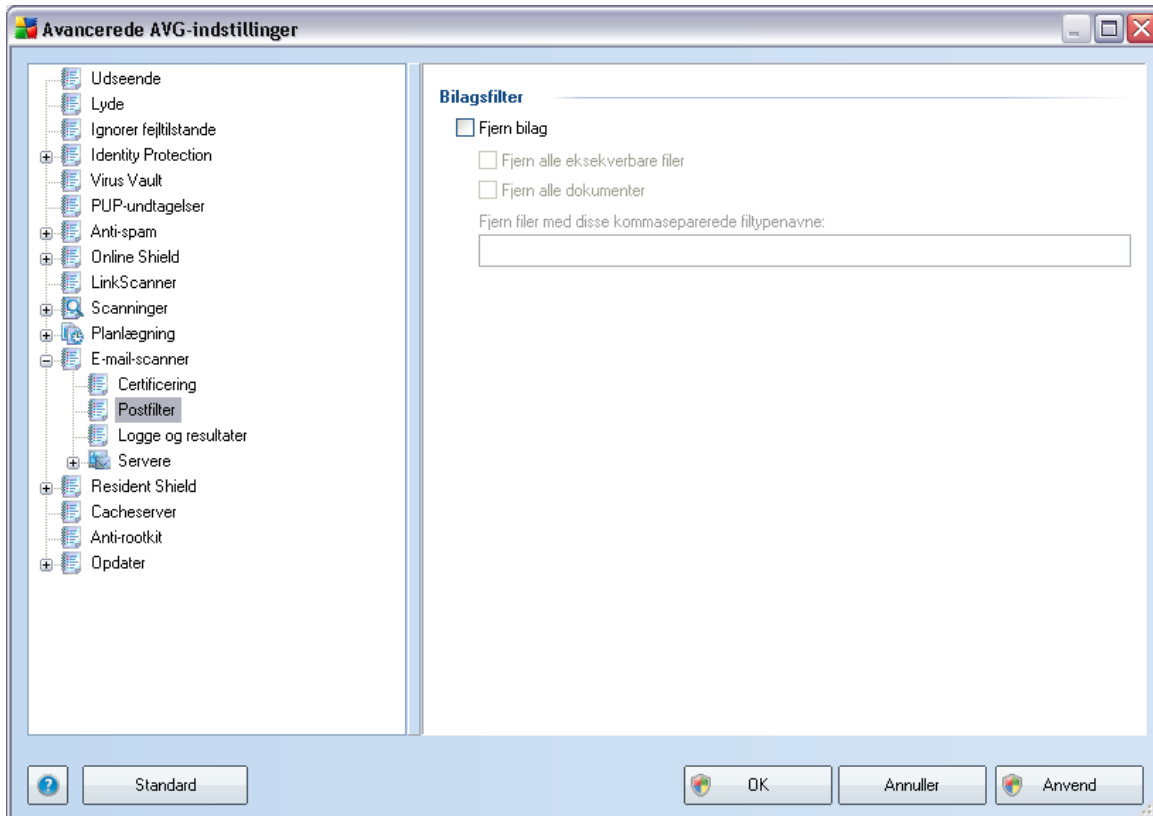 Avancerede AVG-indstillinger
Udseende
Lyde
Ignorer fejltilstande
Identity Protection
Virus Vault
PUP-undtagelser
Anti-spam
Online Shield
LinkScanner
Scanninger
Planlægning
E-mail-scanner
Certificering
Postfilter
Logge og resultater
Servere
Resident Shield
Cacheserver
Anti-rootkit
Opdater
Bilagsfilter
Fjern bilag
Fjern alle eksekverbare filer
Fjern alle dokumenter
Fjern filer med disse kommaseparerede filtypenavne:
Standard
OK
Annuller
Anvend